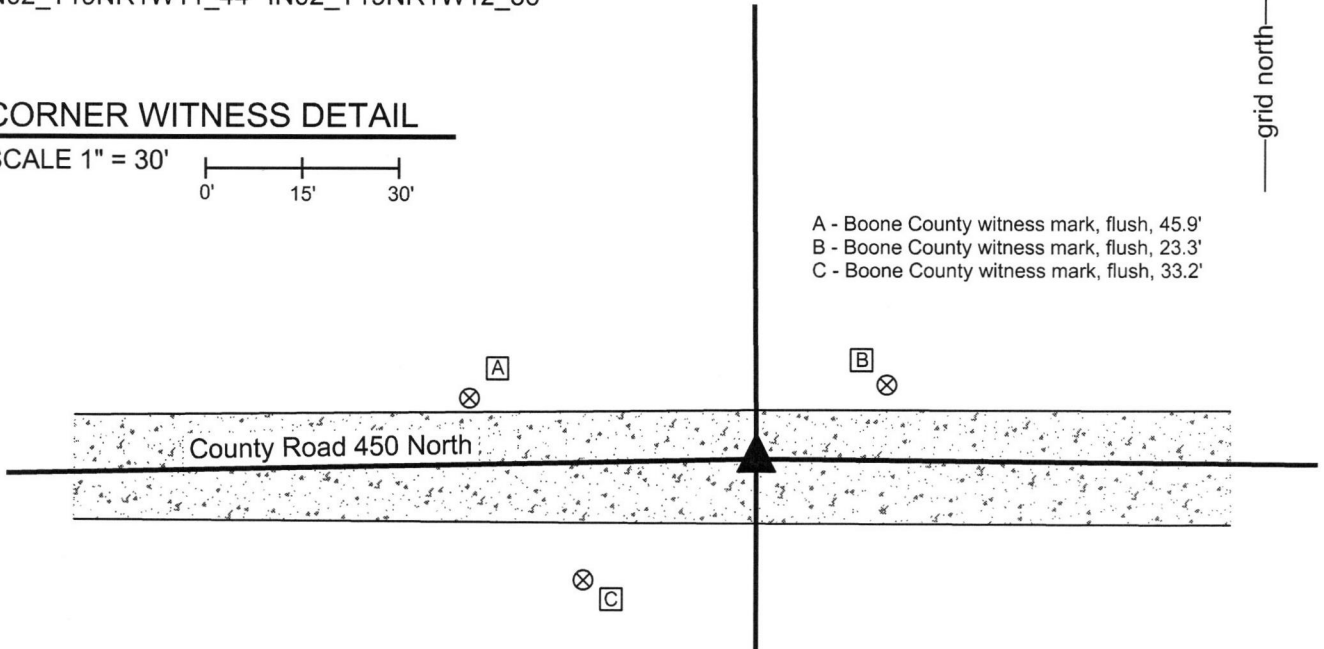 CORNER WITNESS DETAIL
SCALE 1" = 30'
0' 15' 30'
grid north
A - Boone County witness mark, flush, 45.9'
B - Boone County witness mark, flush, 23.3'
C - Boone County witness mark, flush, 33.2'
A
B
County Road 450 North
C